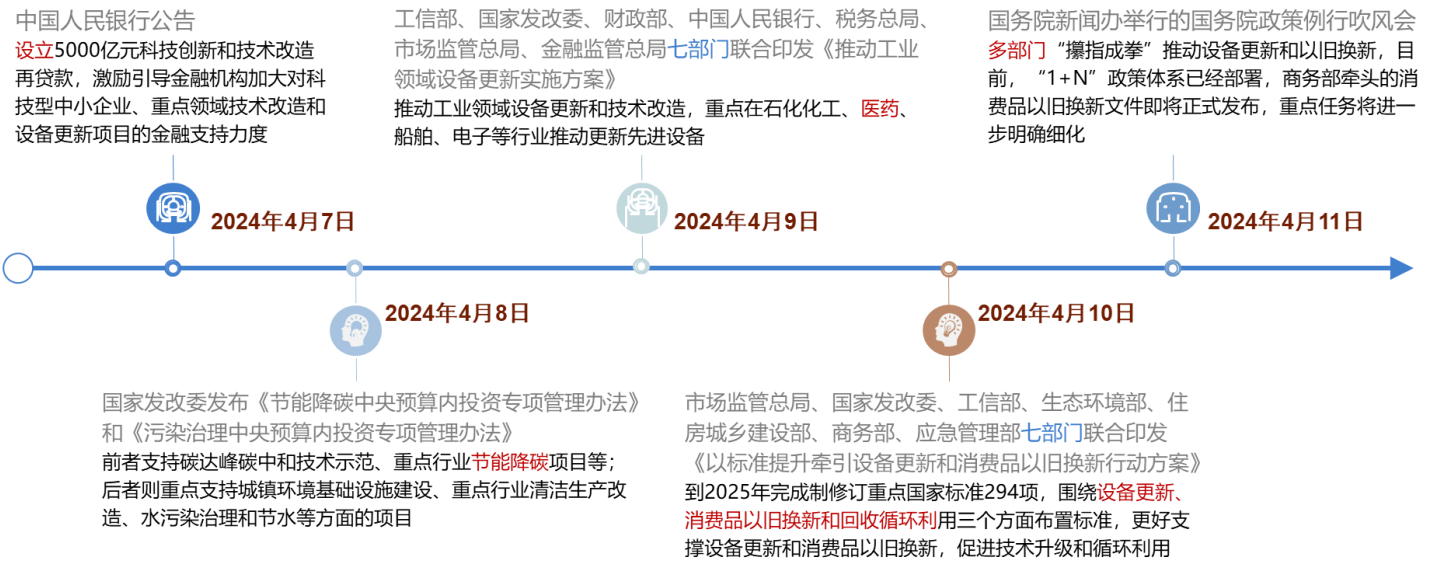 中国人民银行公告
设立5000亿元科技创新和技术改造
再贷款，激励引导金融机构加大对科
技型中小企业、重点领域技术改造和
设备更新项目的金融支持力度
2024年4月7日
国家发改委发布《节能降碳中央预算内投资专项管理办法》
和《污染治理中央预算内投资专项管理办法》
前者支持碳达峰碳中和技术示范、重点行业节能降碳项目等；
后者则重点支持城镇环境基础设施建设、重点行业清洁生产改
造、水污染治理和节水等方面的项目
2024年4月8日
工信部、国家发改委、财政部、中国人民银行、税务总局、
市场监管总局、金融监管总局七部门联合印发《推动工业
领域设备更新实施方案》
推动工业领域设备更新和技术改造，重点在石化化工、医药、
船舶、电子等行业推动更新先进设备
2024年4月9日
市场监管总局、国家发改委、工信部、生态环境部、住
房城乡建设部、商务部、应急管理部七部门联合印发
《以标准提升牵引设备更新和消费品以旧换新行动方案》
到2025年完成制修订重点国家标准294项，围绕设备更新、
消费品以旧换新和回收循环利用三个方面布置标准，更好支
撑设备更新和消费品以旧换新，促进技术升级和循环利用
2024年4月10日
国务院新闻办举行的国务院政策例行吹风会
多部门“攥指成拳”推动设备更新和以旧换新，目
前，“1+N”政策体系已经部署，商务部牵头的消
费品以旧换新文件即将正式发布，重点任务将进一
步明确细化
2024年4月11日